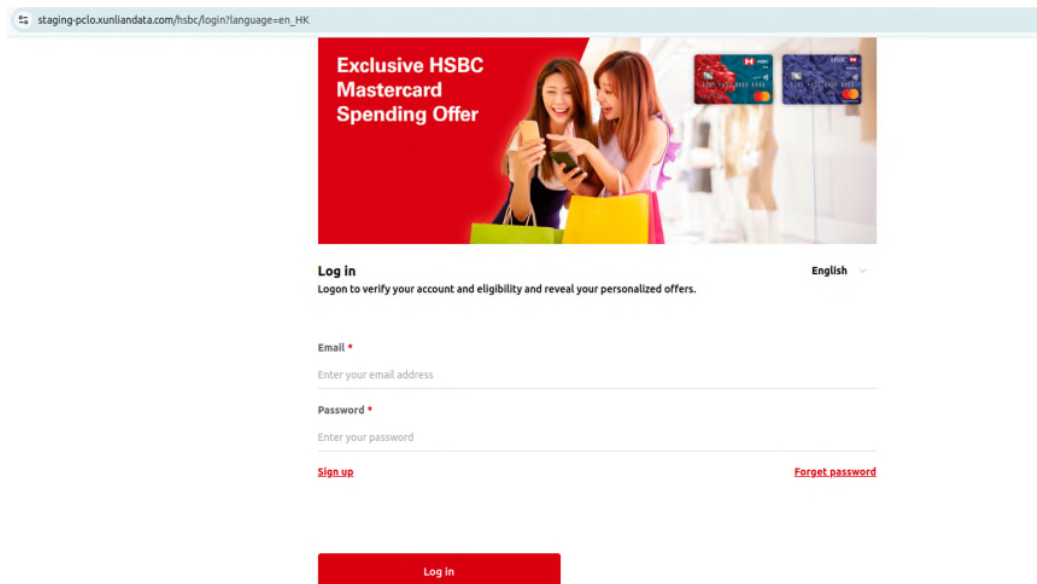 staging-pclo.xunliandata.com/hsbc/login?language=en_HK
Exclusive HSBC
Mastercard
Spending Offer
Log in
English
Logon to verify your account and eligibility and reveal your personalized offers.
Email *
Enter your email address
Password *
Enter your password
Sign up
Forget password
Log in